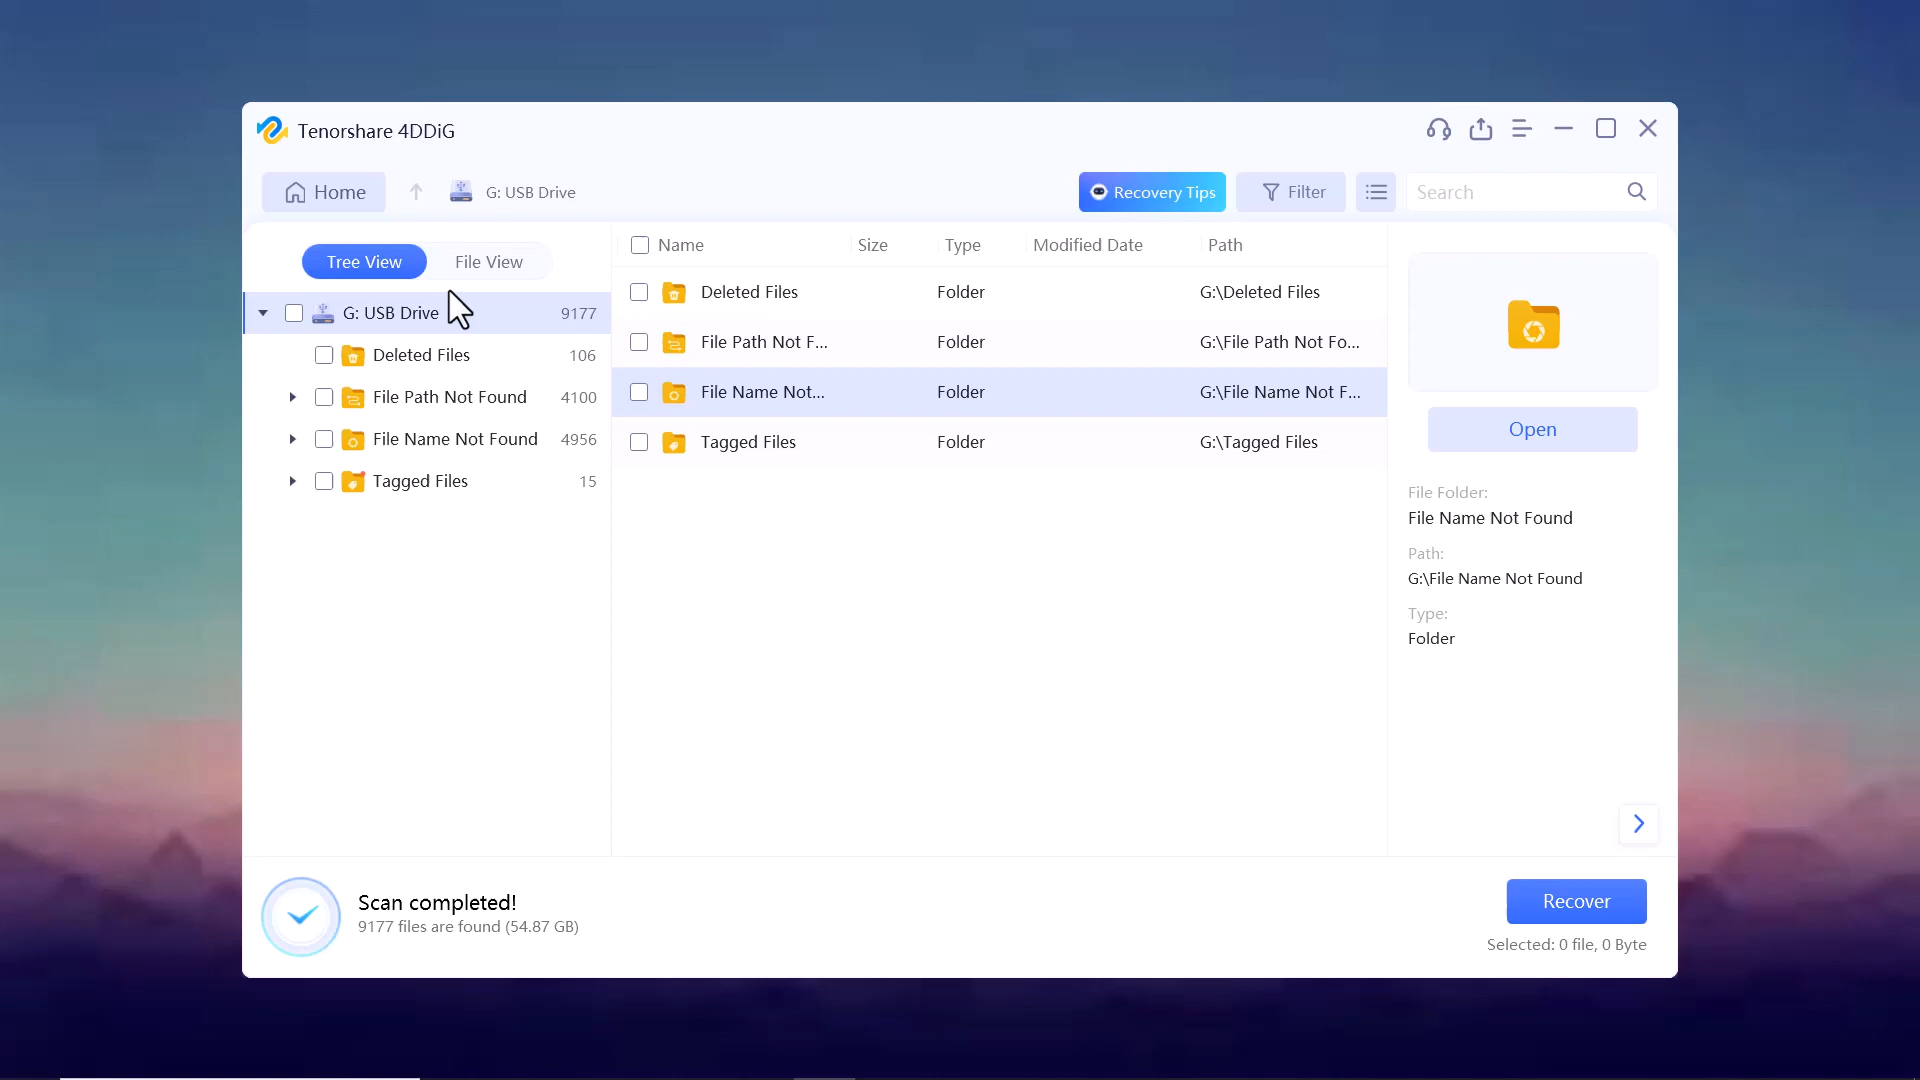 Tenorshare 4DDiG
Home
G: USB Drive
Recovery Tips
Filter
Search
Tree View
File View
G: USB Drive 9177
Deleted Files 106
File Path Not Found 4100
File Name Not Found 4956
Tagged Files 15
Name Size Type Modified Date Path
Deleted Files Folder G:\Deleted Files
File Path Not F... Folder G:\File Path Not Fo...
File Name Not... Folder G:\File Name Not F...
Tagged Files Folder G:\Tagged Files
Open
File Folder:
File Name Not Found
Path:
G:\File Name Not Found
Type:
Folder
Scan completed!
9177 files are found (54.87 GB)
Recover
Selected: 0 file, 0 Byte